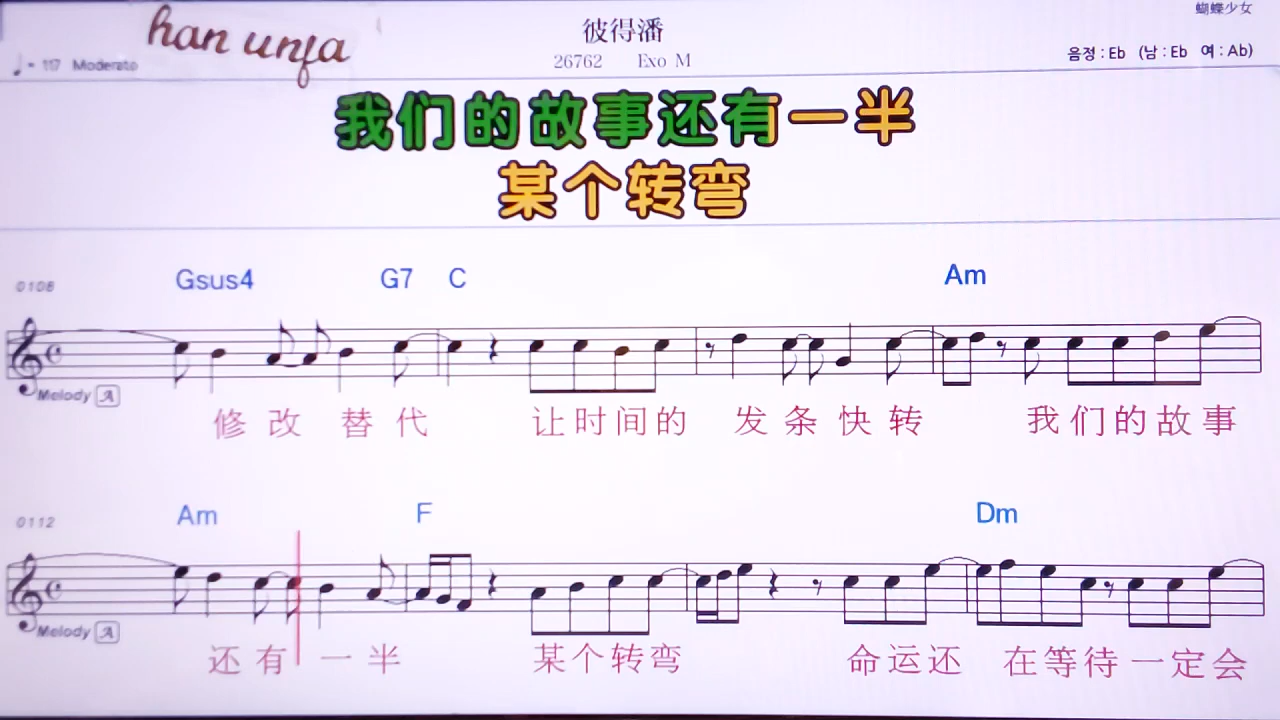 蝴蝶少女
han unfa
彼得潘
♩= 117 Moderato
26762 Exo M
음정 : Eb (남 : Eb 여 : Ab)
我们的故事还有一半
某个转弯
0108 Gsus4 G7 C Am
Melody A
修改 替代 让时间的 发条快转 我们的故事
0112 Am F Dm
Melody A
还有一半 某个转弯 命运还 在等待一定会